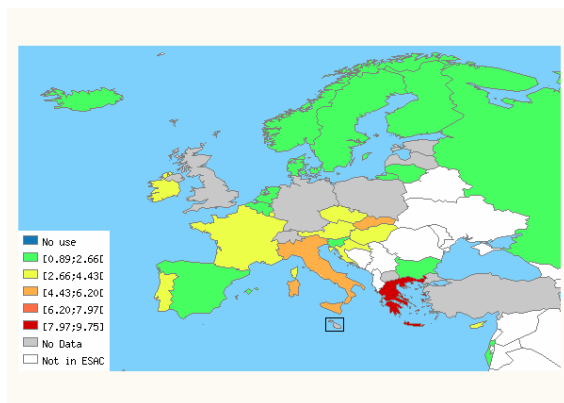 No use
[0.89;2.66[
[2.66;4.43[
[4.43;6.20[
[6.20;7.97[
[7.97;9.75]
No Data
Not in ESAC